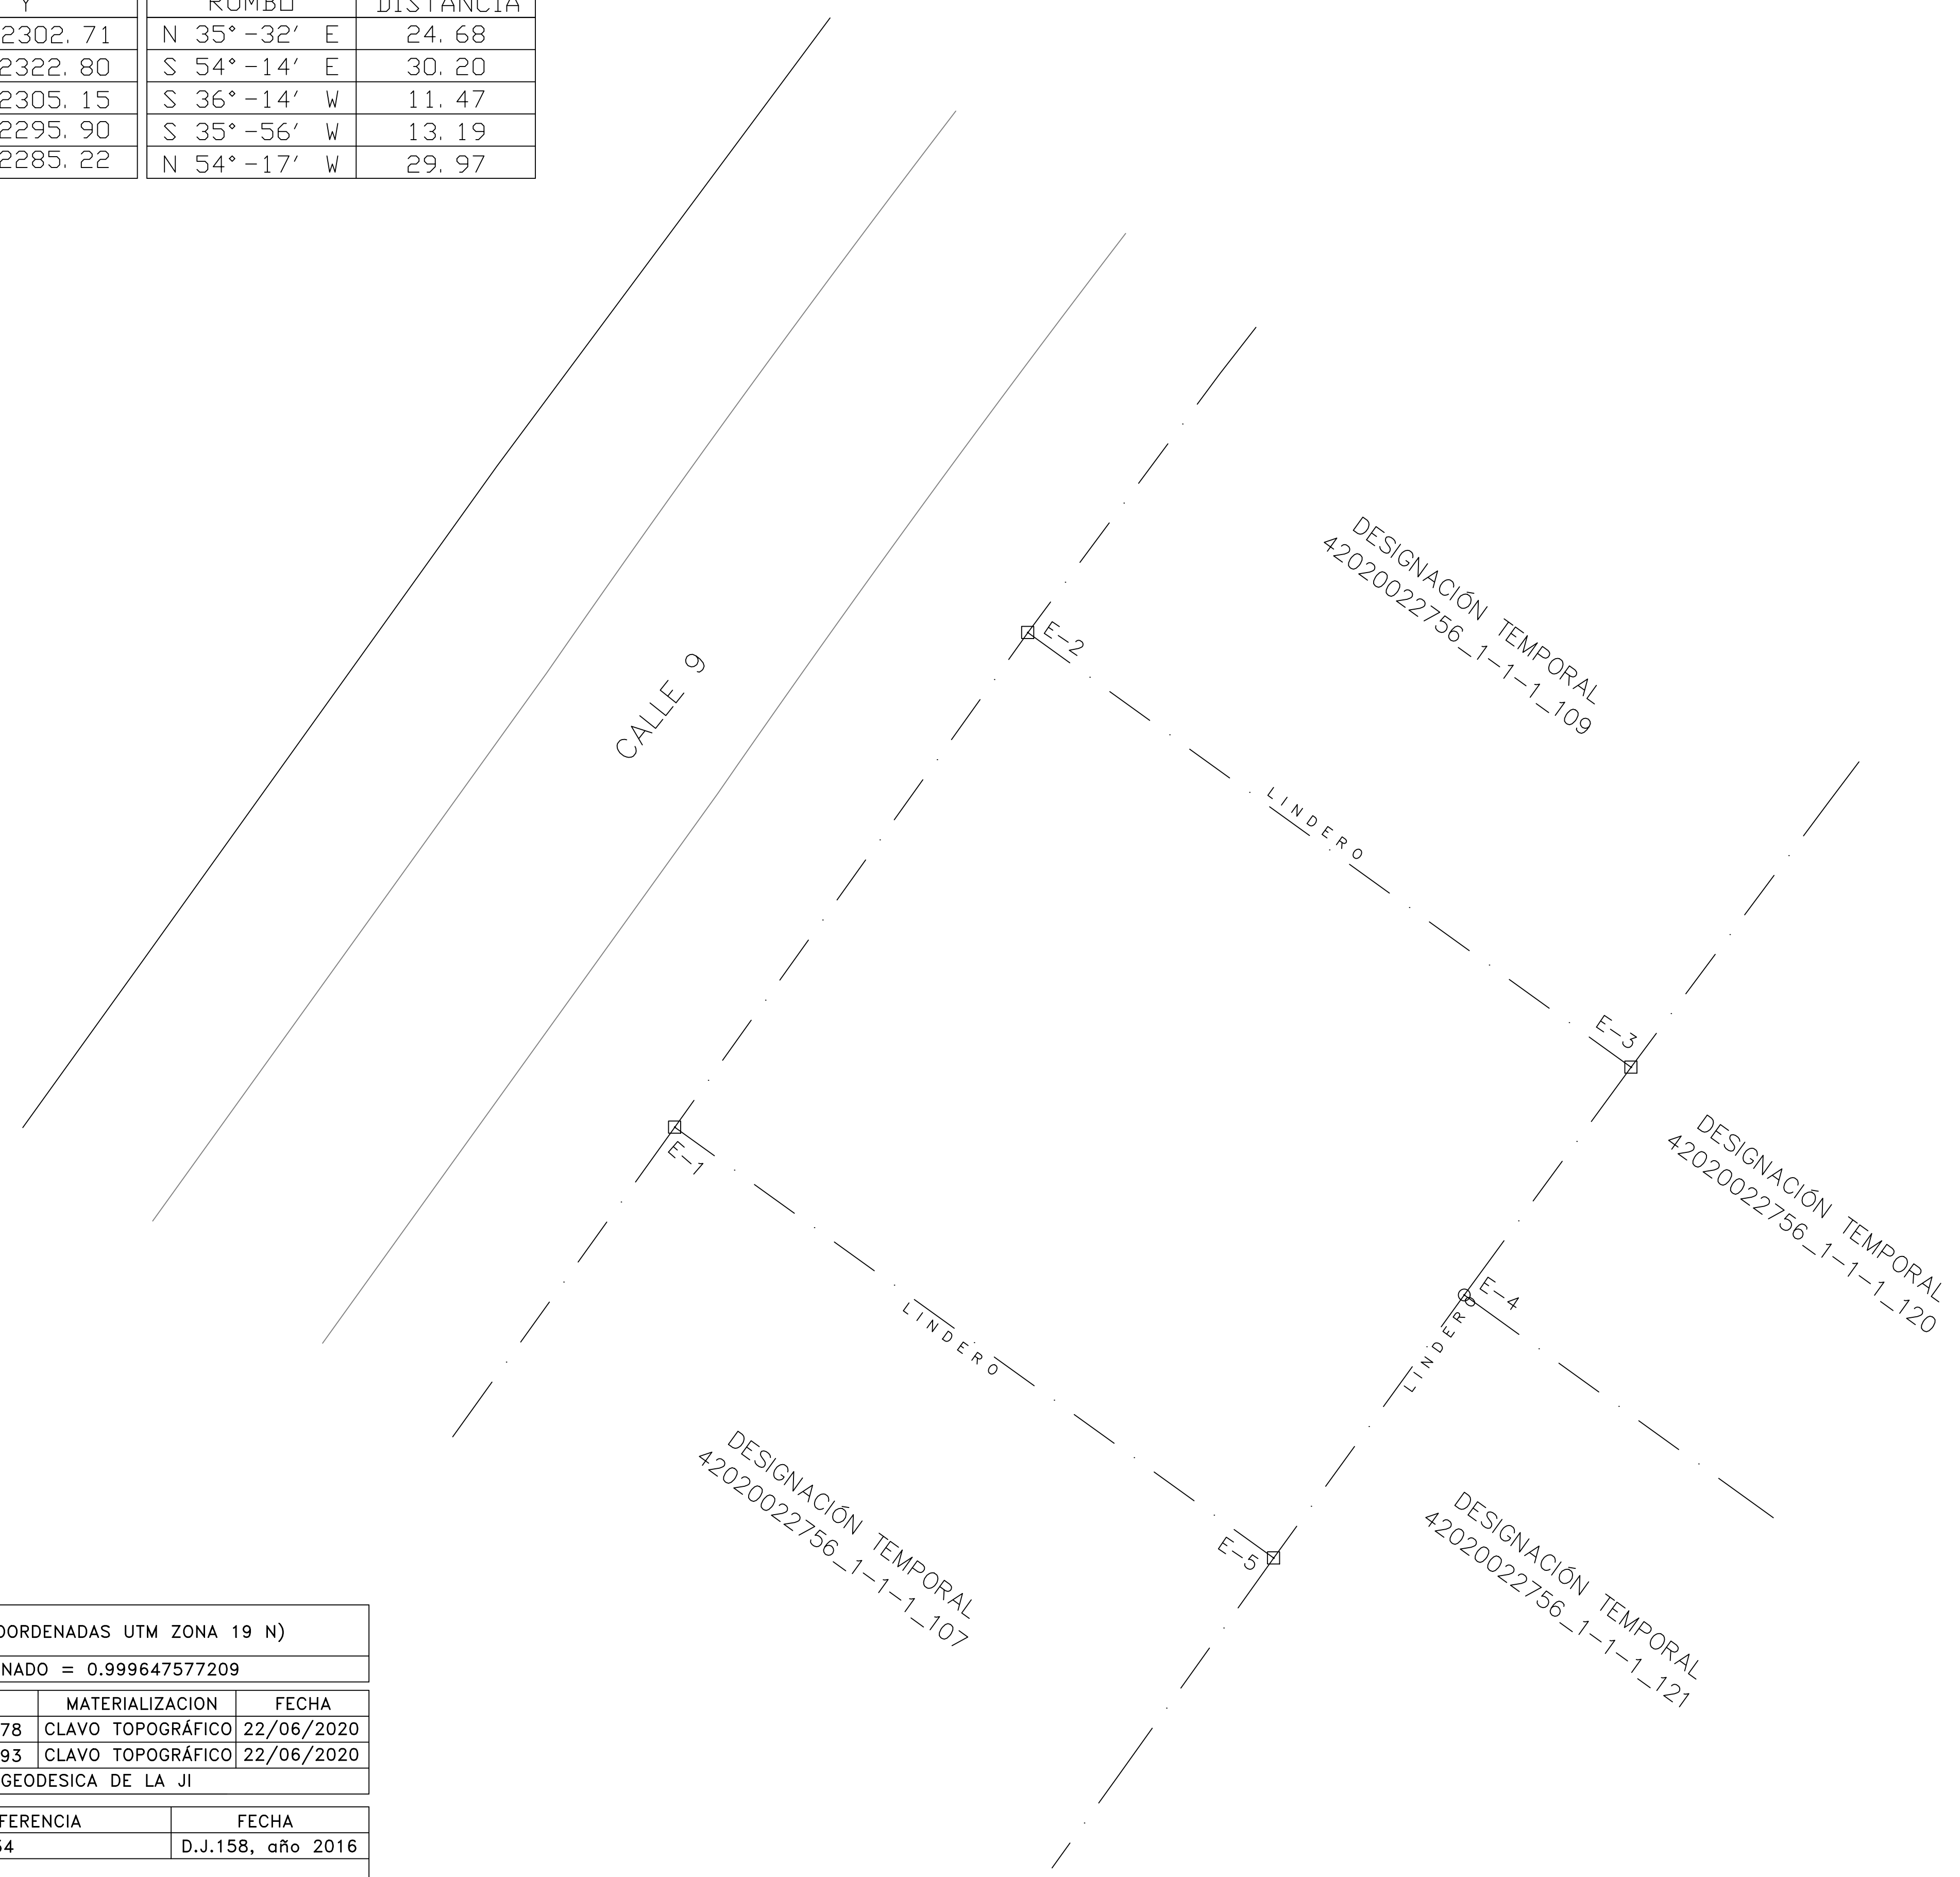 Y RUMBO DISTANCIA
2302.71 N 35°-32' E 24.68
2322.80 S 54°-14' E 30.20
2305.15 S 36°-14' W 11.47
2295.90 S 35°-56' W 13.19
2285.22 N 54°-17' W 29.97
DESIGNACIÓN TEMPORAL
42020022756_1-1-1_109
E-2
CALLE 9
LINDERO
E-3
DESIGNACIÓN TEMPORAL
42020022756_1-1-1_120
E-1
E-4
LINDERO
LINDERO
DESIGNACIÓN TEMPORAL
42020022756_1-1-1_107
E-5
DESIGNACIÓN TEMPORAL
42020022756_1-1-1_121
OORDENADAS UTM ZONA 19 N)
NADO = 0.999647577209
MATERIALIZACION FECHA
78 CLAVO TOPOGRÁFICO 22/06/2020
93 CLAVO TOPOGRÁFICO 22/06/2020
GEODESICA DE LA JI
FERENCIA FECHA
54 D.J.158, año 2016